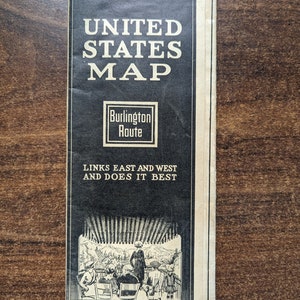 UNITED
STATES
MAP
Burlington
Route
LINKS EAST AND WEST
AND DOES IT BEST